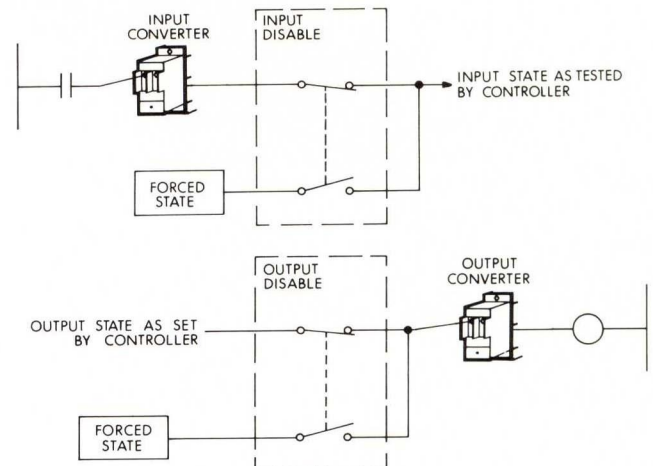 INPUT
CONVERTER
INPUT
DISABLE
INPUT STATE AS TESTED
BY CONTROLLER
FORCED
STATE
OUTPUT
DISABLE
OUTPUT
CONVERTER
OUTPUT STATE AS SET
BY CONTROLLER
FORCED
STATE